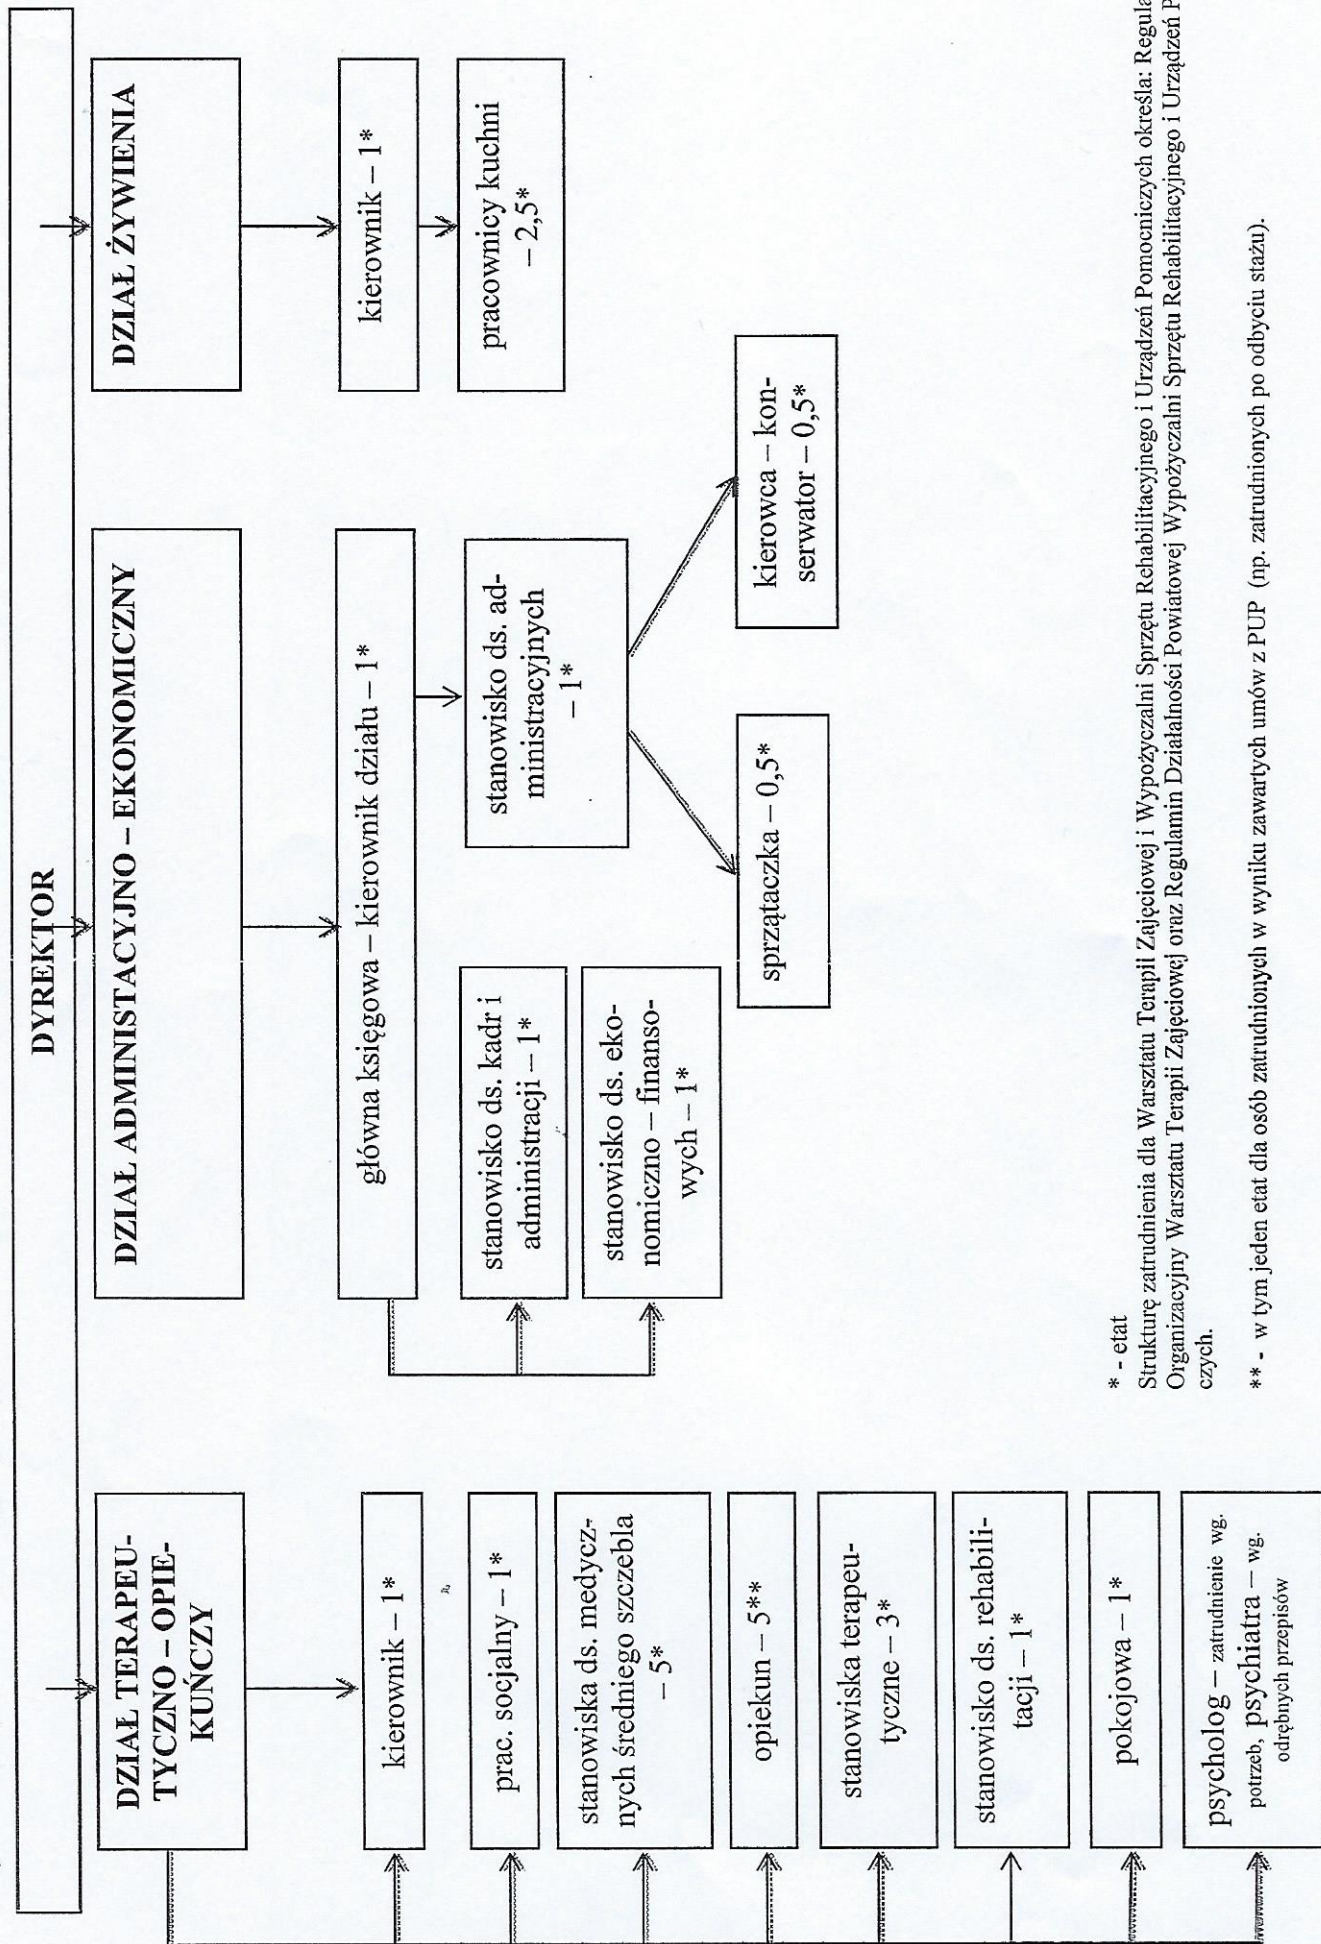 DYREKTOR
DZIAŁ TERAPEU-
TYCZNO – OPIE-
KUŃCZY
kierownik – 1*
prac. socjalny – 1*
stanowiska ds. medycz-
nych średniego szczebla
– 5*
opiekun – 5**
stanowiska terapeu-
tyczne – 3*
stanowisko ds. rehabili-
tacji – 1*
pokojowa – 1*
psycholog – zatrudnienie wg.
potrzeb, psychiatra – wg.
odrębnych przepisów
DZIAŁ ADMINISTACYJNO – EKONOMICZNY
główna księgowa – kierownik działu – 1*
stanowisko ds. kadr i
administracji – 1*
stanowisko ds. eko-
nomiczno – finanso-
wych – 1*
stanowisko ds. ad-
ministracyjnych
– 1*
sprzątaczka – 0,5*
kierowca – kon-
serwator – 0,5*
DZIAŁ ŻYWIENIA
kierownik – 1*
pracownicy kuchni
– 2,5*
* - etat
Strukturę zatrudnienia dla Warsztatu Terapii Zajęciowej i Wypożyczalni Sprzętu Rehabilitacyjnego i Urządzeń Pomocniczych określa: Regula
Organizacyjny Warsztatu Terapii Zajęciowej oraz Regulamin Działalności Powiatowej Wypożyczalni Sprzętu Rehabilitacyjnego i Urządzeń P
czych.
** - w tym jeden etat dla osób zatrudnionych w wyniku zawartych umów z PUP (np. zatrudnionych po odbyciu stażu).